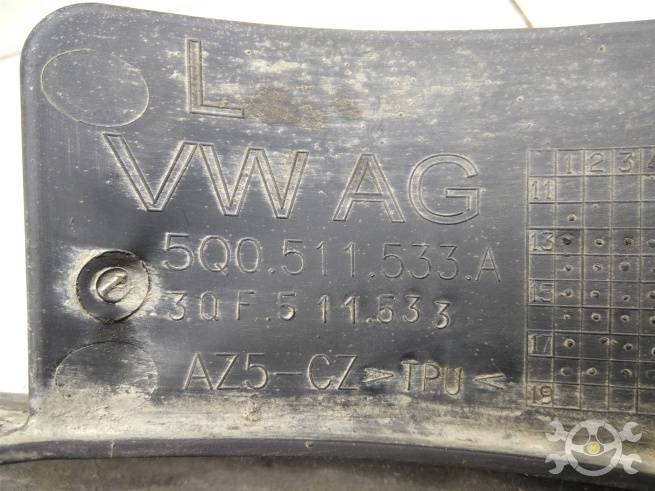 L
VW AG
5Q0.511.533.A
3QF.511.533
AZ5-CZ >TPU<
1 2 3 4
11
13
15
17
19